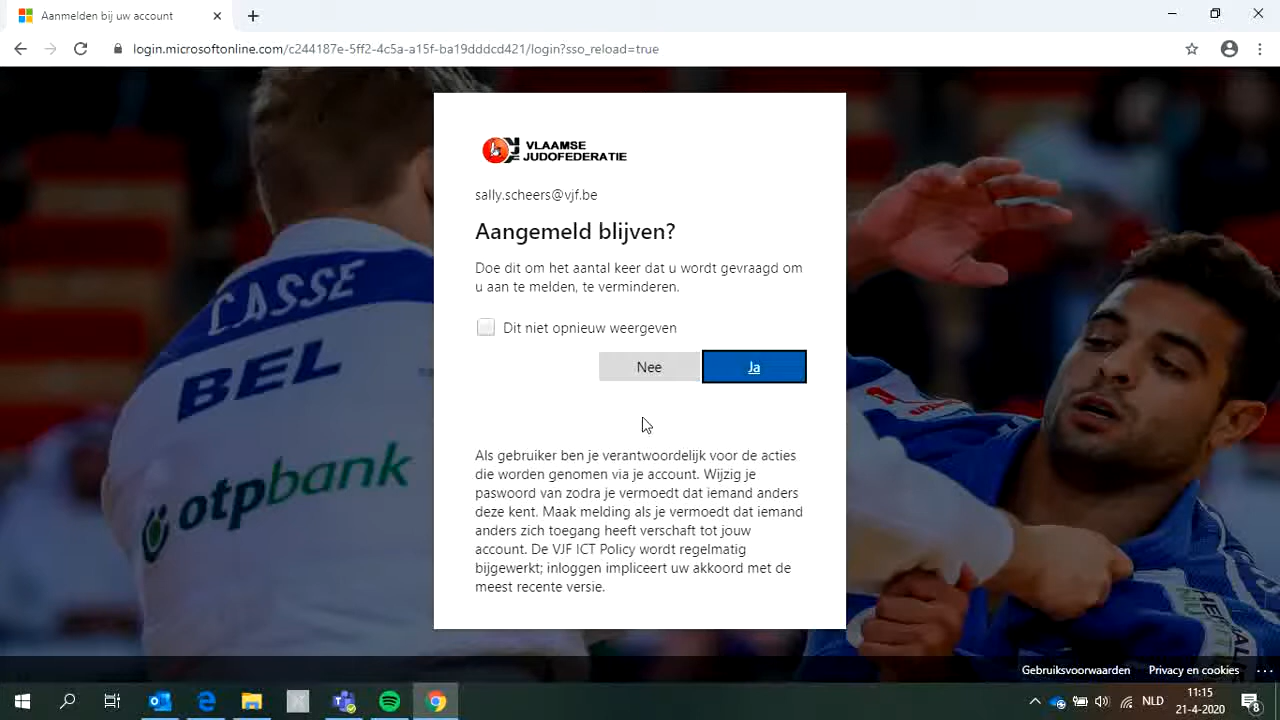 Aanmelden bij uw account
login.microsoftonline.com/c244187e-5ff2-4c5a-a15f-ba19dddcd421/login?sso_reload=true
VLAAMSE
JUDOFEDERATIE
sally.scheers@vjf.be
Aangemeld blijven?
Doe dit om het aantal keer dat u wordt gevraagd om
u aan te melden, te verminderen.
Dit niet opnieuw weergeven
Nee
Ja
Als gebruiker ben je verantwoordelijk voor de acties
die worden genomen via je account. Wijzig je
paswoord van zodra je vermoedt dat iemand anders
deze kent. Maak melding als je vermoedt dat iemand
anders zich toegang heeft verschaft tot jouw
account. De VJF ICT Policy wordt regelmatig
bijgewerkt; inloggen impliceert uw akkoord met de
meest recente versie.
CASSE
BEL
otpbank
Gebruiksvoorwaarden
Privacy en cookies
NLD
11:15
21-4-2020
8